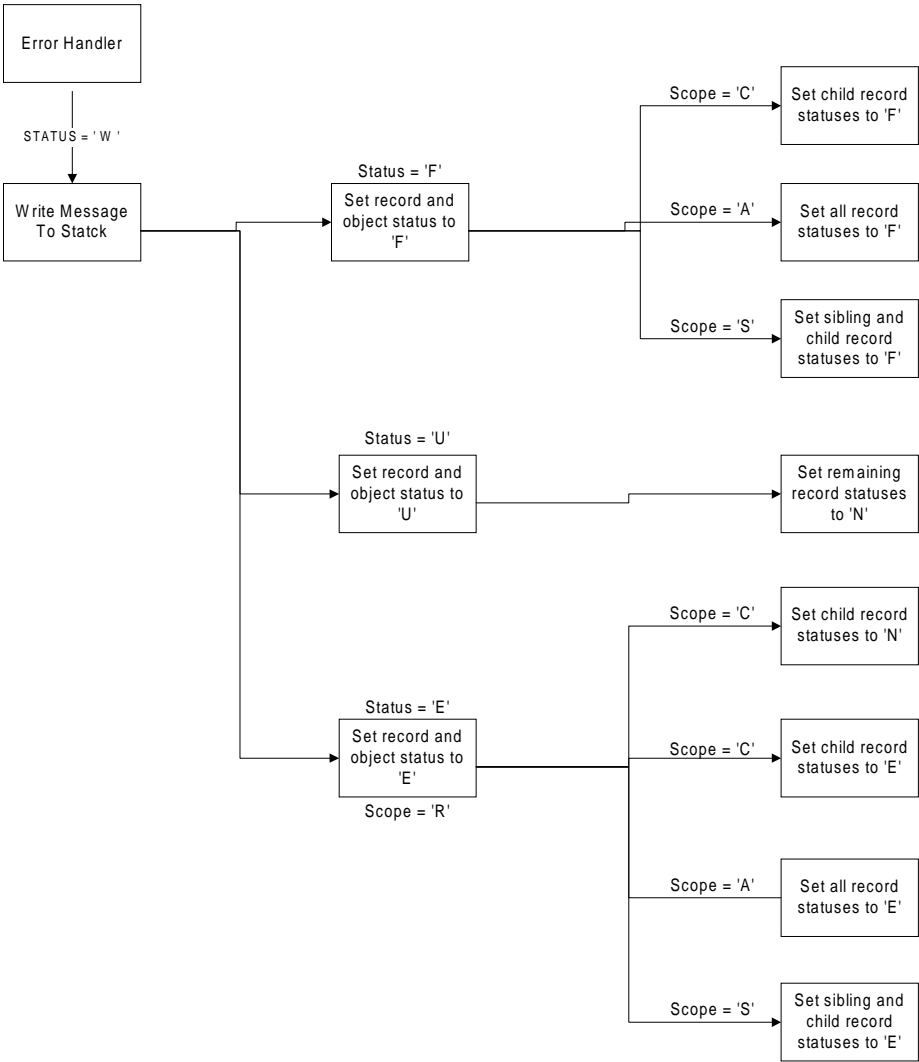 Error Handler
STATUS = 'W'
Write Message
To Statck
Status = 'F'
Set record and
object status to
'F'
Scope = 'C'
Set child record
statuses to 'F'
Scope = 'A'
Set all record
statuses to 'F'
Scope = 'S'
Set sibling and
child record
statuses to 'F'
Status = 'U'
Set record and
object status to
'U'
Set remaining
record statuses
to 'N'
Status = 'E'
Set record and
object status to
'E'
Scope = 'R'
Scope = 'C'
Set child record
statuses to 'N'
Scope = 'C'
Set child record
statuses to 'E'
Scope = 'A'
Set all record
statuses to 'E'
Scope = 'S'
Set sibling and
child record
statuses to 'E'